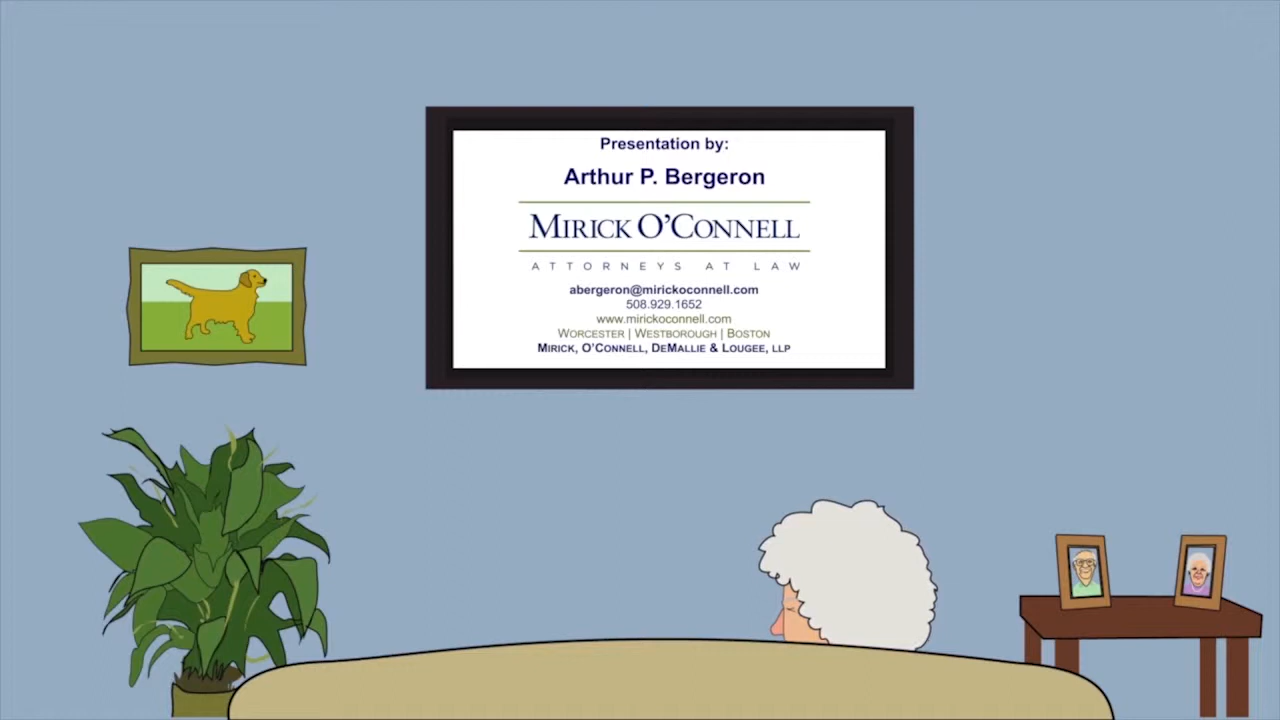 Presentation by:
Arthur P. Bergeron
MIRICK O'CONNELL
ATTORNEYS AT LAW
abergeron@mirickoconnell.com
508.929.1652
www.mirickoconnell.com
WORCESTER | WESTBOROUGH | BOSTON
MIRICK, O'CONNELL, DEMALLIE & LOUGEE, LLP